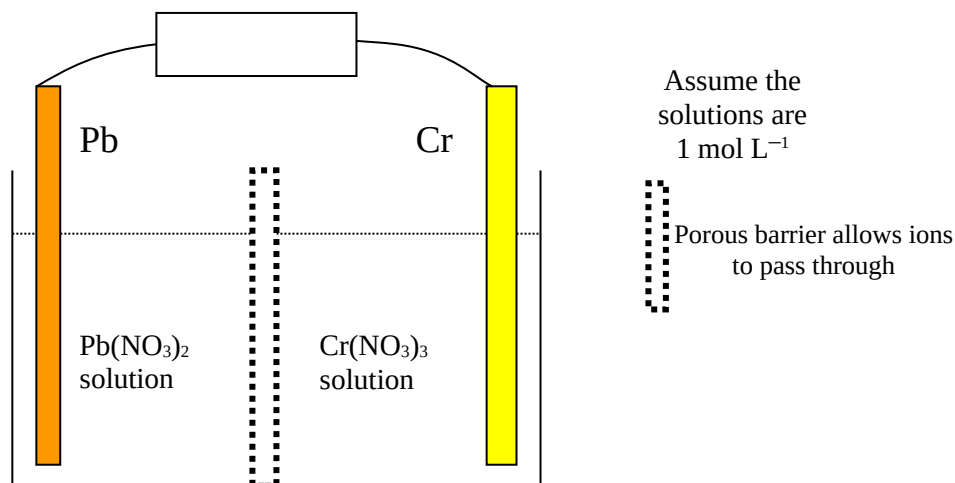 Pb
Cr
Assume the
solutions are
1 mol L⁻¹
Porous barrier allows ions
to pass through
Pb(NO₃)₂
solution
Cr(NO₃)₃
solution